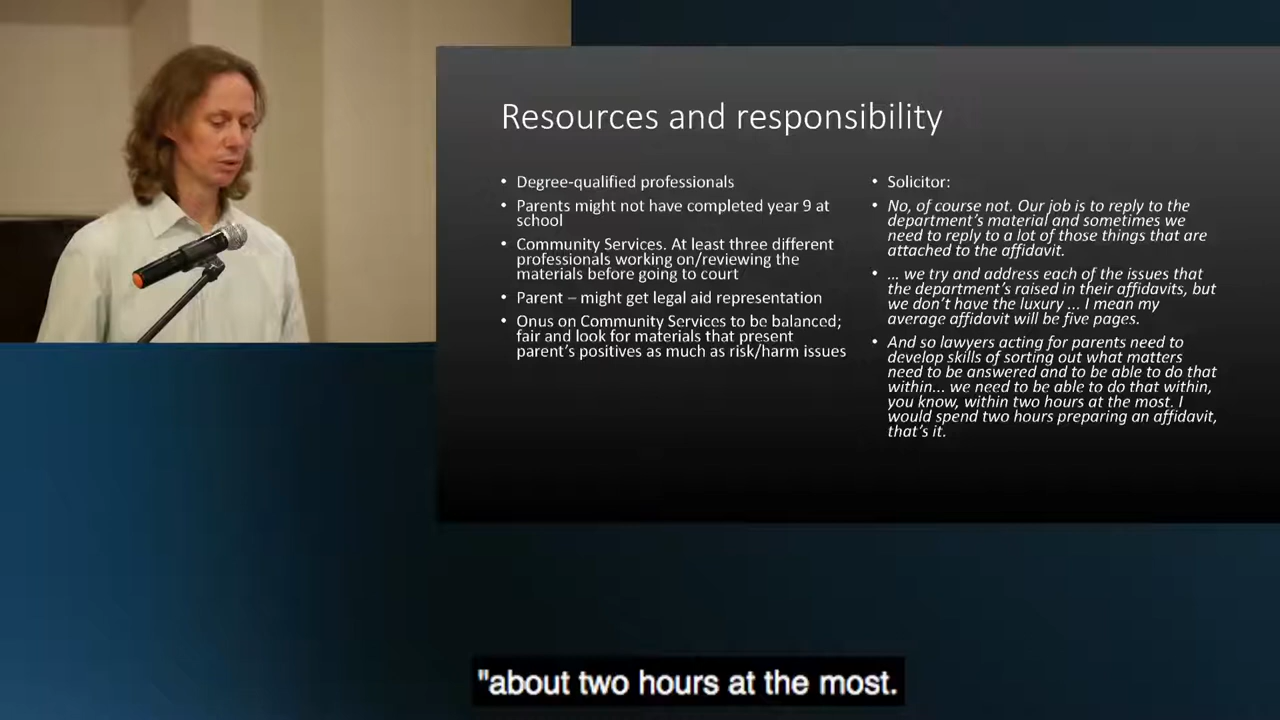 Resources and responsibility
• Degree-qualified professionals
• Parents might not have completed year 9 at
school
• Community Services. At least three different
professionals working on/reviewing the
materials before going to court
• Parent – might get legal aid representation
• Onus on Community Services to be balanced;
fair and look for materials that present
parent's positives as much as risk/harm issues
• Solicitor:
• No, of course not. Our job is to reply to the
department's material and sometimes we
need to reply to a lot of those things that are
attached to the affidavit.
• ... we try and address each of the issues that
the department's raised in their affidavits, but
we don't have the luxury ... I mean my
average affidavit will be five pages.
• And so lawyers acting for parents need to
develop skills of sorting out what matters
need to be answered and to be able to do that
within... we need to be able to do that within,
you know, within two hours at the most. I
would spend two hours preparing an affidavit,
that's it.
"about two hours at the most.